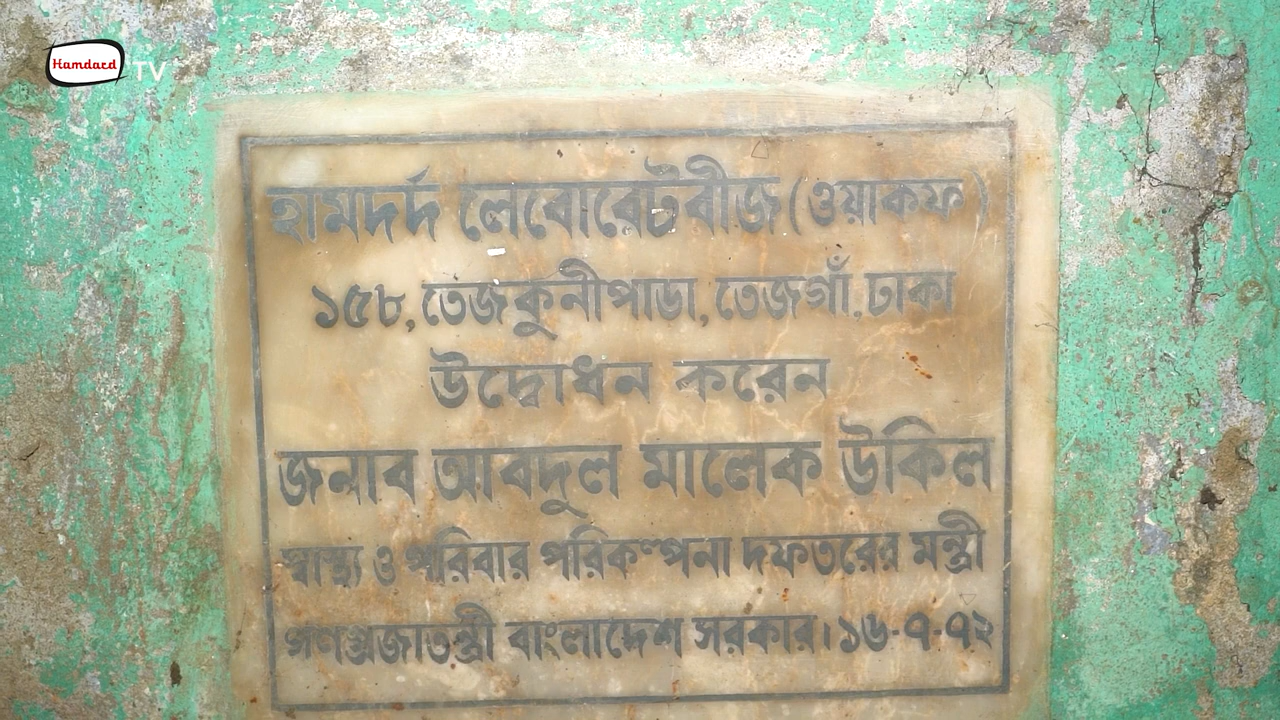 Hamdard TV
হামদর্দ লেবোরেটরীজ (ওয়াকফ)
১৫৮, তেজকুনীপাড়া, তেজগাঁ, ঢাকা
উদ্বোধন করেন
জনাব আবদুল মালেক উকিল
স্বাস্থ্য ও পরিবার পরিকল্পনা দফতরের মন্ত্রী
গণপ্রজাতন্ত্রী বাংলাদেশ সরকার। ১৬-৭-৭২